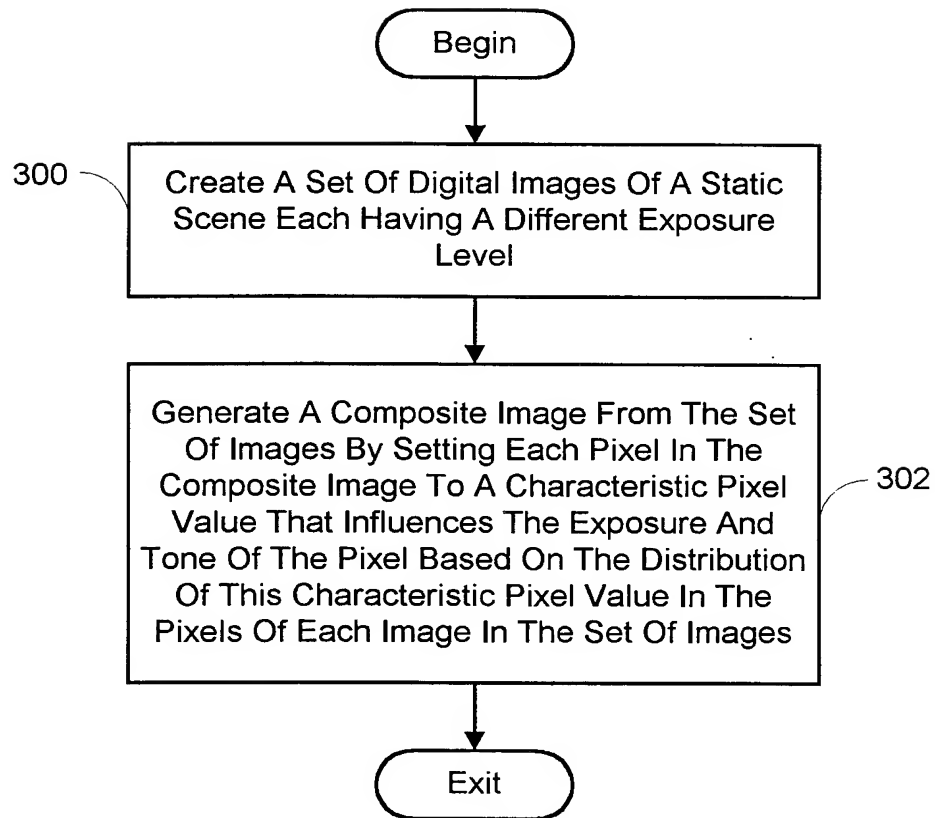 Begin
300
Create A Set Of Digital Images Of A Static
Scene Each Having A Different Exposure
Level
Generate A Composite Image From The Set
Of Images By Setting Each Pixel In The
Composite Image To A Characteristic Pixel
Value That Influences The Exposure And
Tone Of The Pixel Based On The Distribution
Of This Characteristic Pixel Value In The
Pixels Of Each Image In The Set Of Images
302
Exit